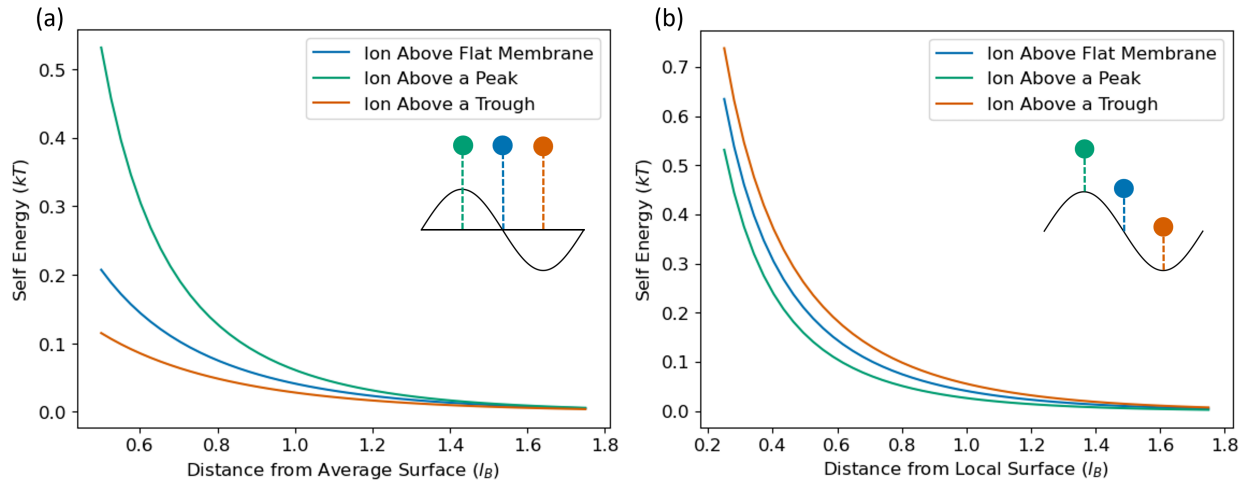 (a)
Ion Above Flat Membrane
Ion Above a Peak
Ion Above a Trough
Self Energy (kT)
0.5
0.4
0.3
0.2
0.1
0.0
0.6 0.8 1.0 1.2 1.4 1.6 1.8
Distance from Average Surface (l_B)
(b)
Ion Above Flat Membrane
Ion Above a Peak
Ion Above a Trough
Self Energy (kT)
0.7
0.6
0.5
0.4
0.3
0.2
0.1
0.0
0.2 0.4 0.6 0.8 1.0 1.2 1.4 1.6 1.8
Distance from Local Surface (l_B)